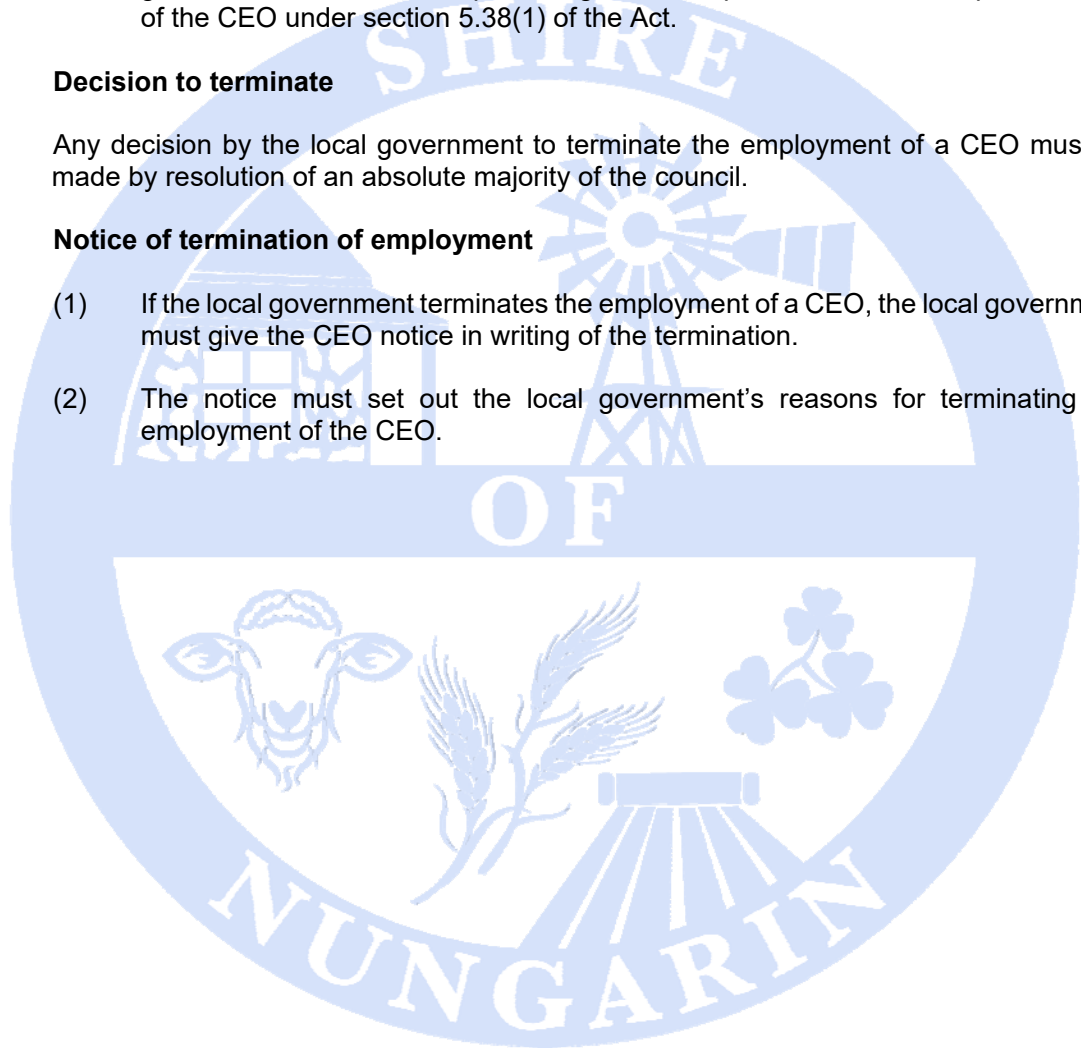 of the CEO under section 5.38(1) of the Act.
Decision to terminate
Any decision by the local government to terminate the employment of a CEO mus
made by resolution of an absolute majority of the council.
Notice of termination of employment
(1) If the local government terminates the employment of a CEO, the local governm
must give the CEO notice in writing of the termination.
(2) The notice must set out the local government’s reasons for terminating
employment of the CEO.
SHIRE
OF
NUNGARIN